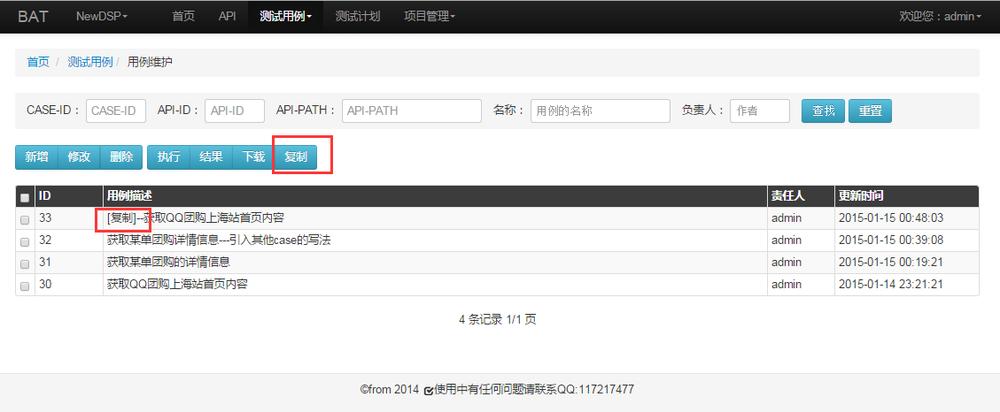 BAT NewDSP 首页 API 测试用例 测试计划 项目管理 欢迎您：admin
首页 / 测试用例 / 用例维护
CASE-ID： CASE-ID API-ID： API-ID API-PATH： API-PATH 名称： 用例的名称 负责人： 作者 查找 重置
新增 修改 删除 执行 结果 下载 复制
ID 用例描述 责任人 更新时间
33 [复制]--获取QQ团购上海站首页内容 admin 2015-01-15 00:48:03
32 获取某单团购详情信息---引入其他case的写法 admin 2015-01-15 00:39:08
31 获取某单团购的详情信息 admin 2015-01-15 00:19:21
30 获取QQ团购上海站首页内容 admin 2015-01-14 23:21:21
4 条记录 1/1 页
©from 2014 使用中有任何问题请联系QQ:117217477